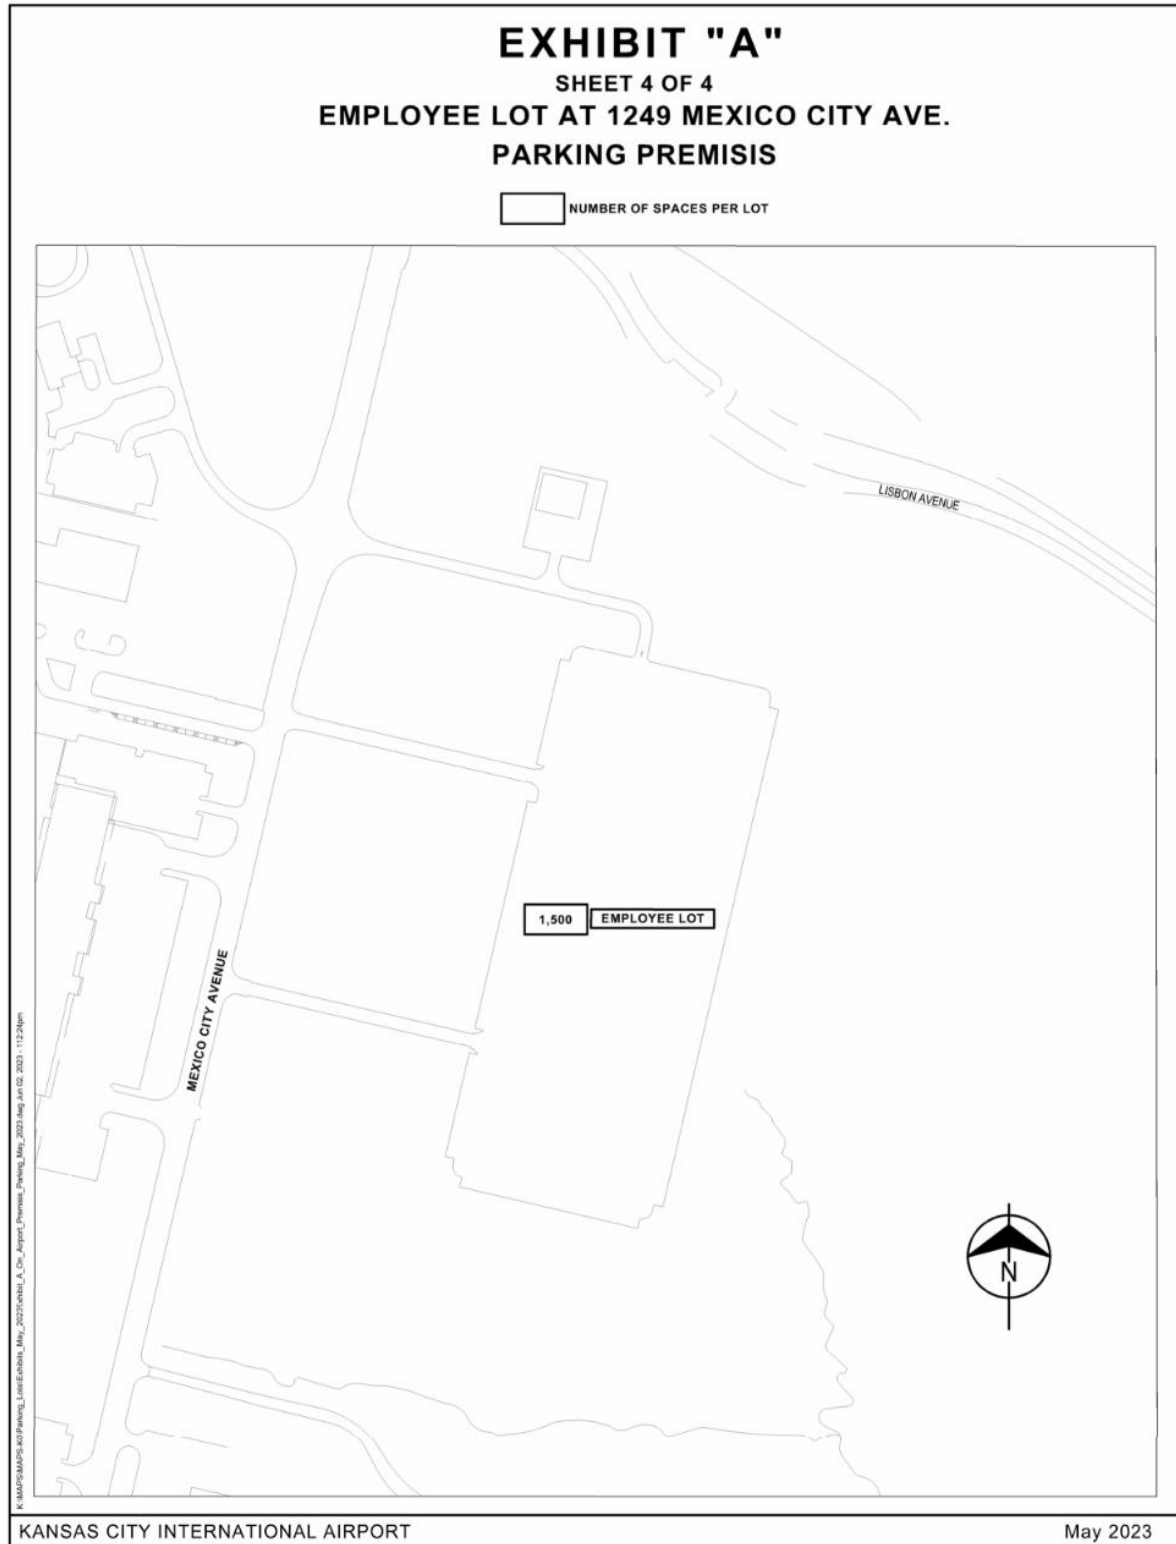 EXHIBIT "A"
SHEET 4 OF 4
EMPLOYEE LOT AT 1249 MEXICO CITY AVE.
PARKING PREMISIS
NUMBER OF SPACES PER LOT
LISBON AVENUE
1,500
EMPLOYEE LOT
MEXICO CITY AVENUE
N
KANSAS CITY INTERNATIONAL AIRPORT
May 2023